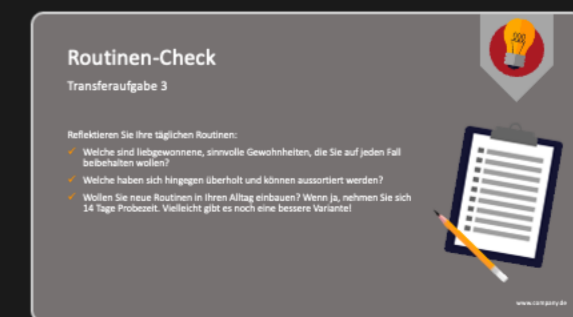 Routinen-Check
Transferaufgabe 3
Reflektieren Sie Ihre täglichen Routinen:
Welche sind liebgewonnene, sinnvolle Gewohnheiten, die Sie auf jeden Fall
beibehalten wollen?
Welche haben sich hingegen überholt und können aussortiert werden?
Wollen Sie neue Routinen in Ihren Alltag einbauen? Wenn ja, nehmen Sie sich
14 Tage Probezeit. Vielleicht gibt es noch eine bessere Variante!
www.company.de